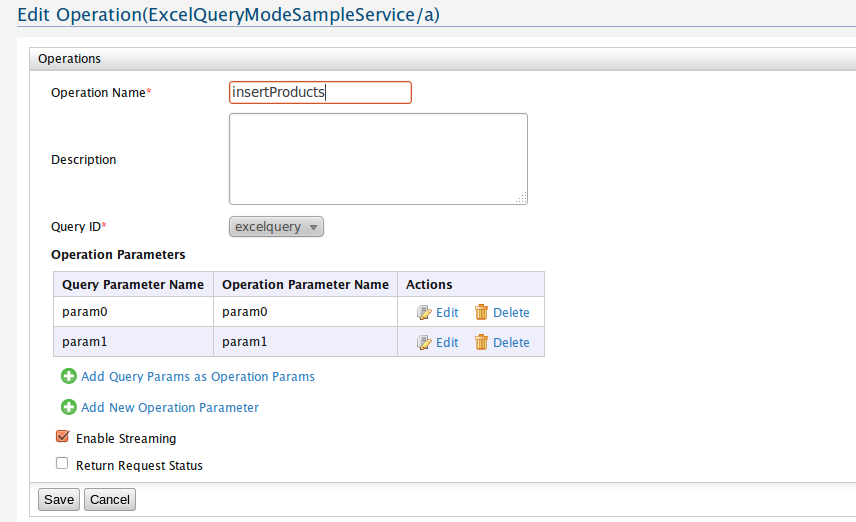 Edit Operation(ExcelQueryModeSampleService/a)
Operations
Operation Name*
insertProducts
Description
Query ID*
excelquery
Operation Parameters
Query Parameter Name Operation Parameter Name Actions
param0 param0 Edit Delete
param1 param1 Edit Delete
Add Query Params as Operation Params
Add New Operation Parameter
Enable Streaming
Return Request Status
Save Cancel